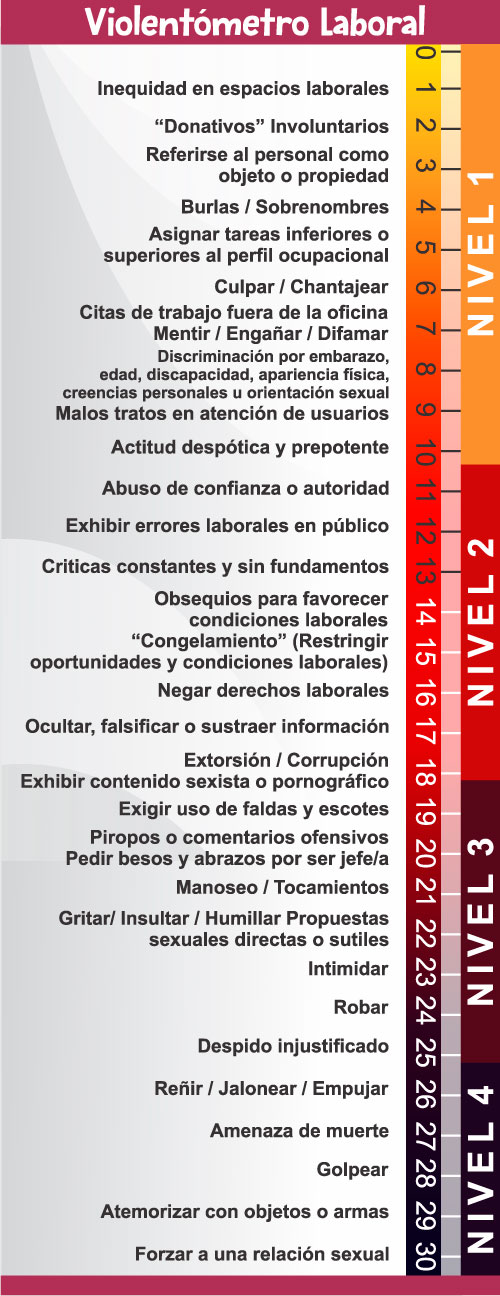 Violentómetro Laboral
0
Inequidad en espacios laborales
1
“Donativos” Involuntarios
2
Referirse al personal como
objeto o propiedad
3
Burlas / Sobrenombres
4
Asignar tareas inferiores o
superiores al perfil ocupacional
5
Culpar / Chantajear
6
Citas de trabajo fuera de la oficina
Mentir / Engañar / Difamar
7
Discriminación por embarazo,
edad, discapacidad, apariencia física,
creencias personales u orientación sexual
8
Malos tratos en atención de usuarios
9
Actitud despótica y prepotente
10
NIVEL 1
Abuso de confianza o autoridad
11
Exhibir errores laborales en público
12
Criticas constantes y sin fundamentos
13
Obsequios para favorecer
condiciones laborales
14
“Congelamiento” (Restringir
oportunidades y condiciones laborales)
15
Negar derechos laborales
16
Ocultar, falsificar o sustraer información
17
Extorsión / Corrupción
Exhibir contenido sexista o pornográfico
18
NIVEL 2
Exigir uso de faldas y escotes
19
Piropos o comentarios ofensivos
Pedir besos y abrazos por ser jefe/a
20
Manoseo / Tocamientos
21
Gritar/ Insultar / Humillar Propuestas
sexuales directas o sutiles
22
Intimidar
23
Robar
24
Despido injustificado
25
NIVEL 3
Reñir / Jalonear / Empujar
26
Amenaza de muerte
27
Golpear
28
Atemorizar con objetos o armas
29
Forzar a una relación sexual
30
NIVEL 4